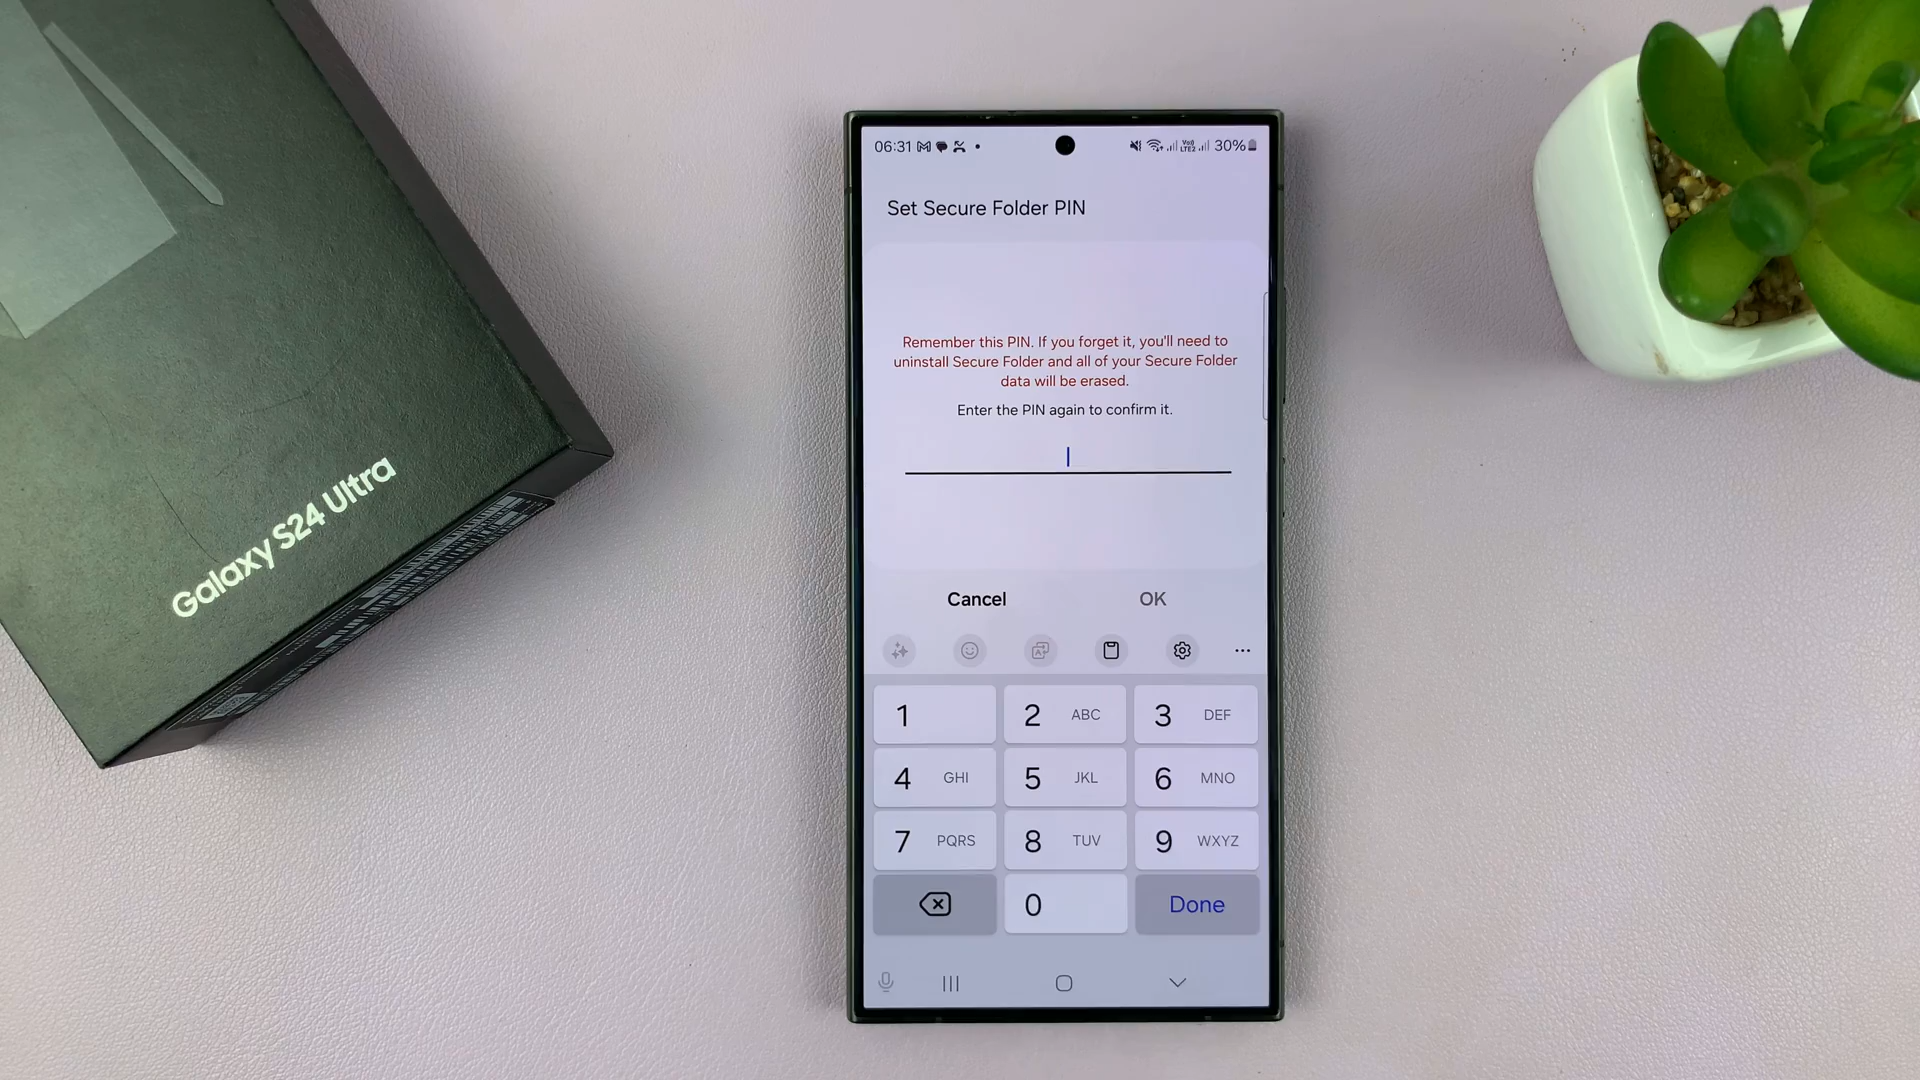 Galaxy S24 Ultra
06:31
30%
Set Secure Folder PIN
Remember this PIN. If you forget it, you'll need to
uninstall Secure Folder and all of your Secure Folder
data will be erased.
Enter the PIN again to confirm it.
Cancel OK
1 2 ABC 3 DEF
4 GHI 5 JKL 6 MNO
7 PQRS 8 TUV 9 WXYZ
0 Done